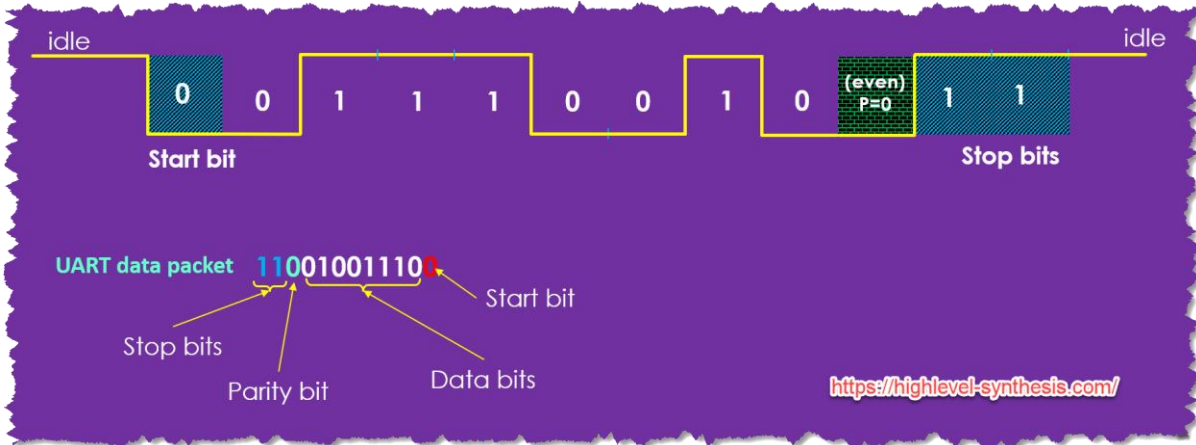 idle
idle
0 0 1 1 1 0 0 1 0 (even) P=0 1 1
Start bit
Stop bits
UART data packet 110010011100
Start bit
Stop bits
Parity bit
Data bits
https://highlevel-synthesis.com/